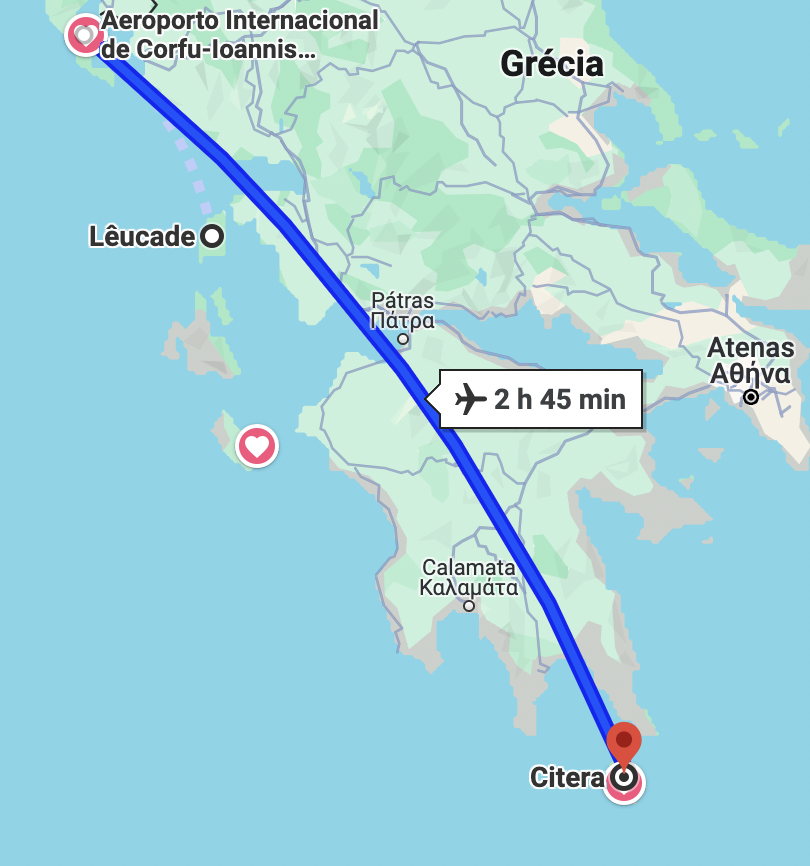 Aeroporto Internacional
de Corfu-Ioannis...
Grécia
Lêucade
Pátras
Πάτρα
Atenas
Αθήνα
2 h 45 min
Calamata
Καλαμάτα
Citera